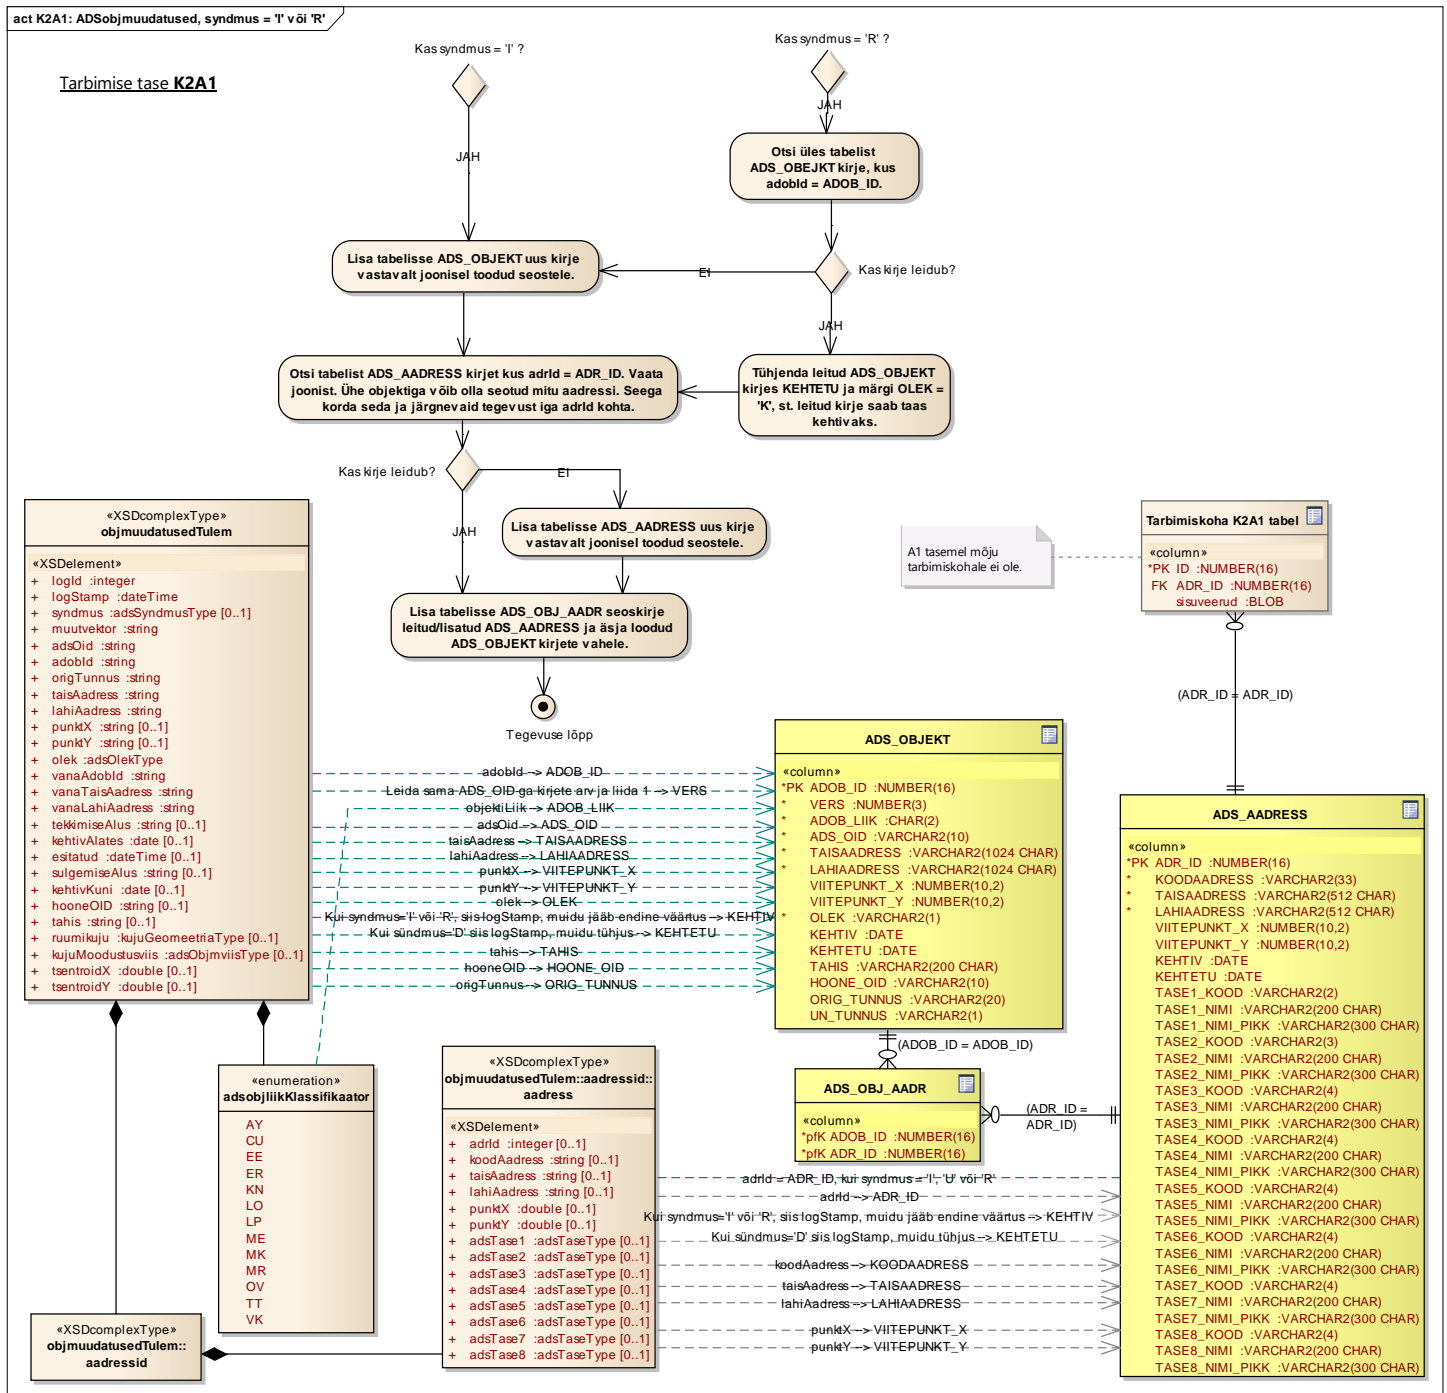 act K2A1: ADSobjmuudatused, syndmus = 'I' või 'R'
Tarbimise tase K2A1
Kas syndmus = 'I' ?
Kas syndmus = 'R' ?
JAH
JAH
Otsi üles tabelist
ADS_OBEJKT kirje, kus
adobId = ADOB_ID.
Lisa tabelisse ADS_OBJEKT uus kirje
vastavalt joonisel toodud seostele.
EI
Kas kirje leidub?
JAH
Otsi tabelist ADS_AADRESS kirjet kus adrId = ADR_ID. Vaata
joonist. Ühe objektiga võib olla seotud mitu aadressi. Seega
korda seda ja järgnevaid tegevust iga adrId kohta.
Tühjenda leitud ADS_OBJEKT
kirjes KEHTETU ja märgi OLEK =
'K', st. leitud kirje saab taas
kehtivaks.
Kas kirje leidub?
EI
JAH
Lisa tabelisse ADS_AADRESS uus kirje
vastavalt joonisel toodud seostele.
Lisa tabelisse ADS_OBJ_AADR seoskirje
leitud/lisatud ADS_AADRESS ja äsja loodud
ADS_OBJEKT kirjete vahele.
Tegevuse lõpp
«XSDcomplexType»
objmuudatusedTulem
«XSDelement»
+ logId :integer
+ logStamp :dateTime
+ syndmus :adsSyndmusType [0..1]
+ muutvektor :string
+ adsOid :string
+ adobId :string
+ origTunnus :string
+ taisAadress :string
+ lahiAadress :string
+ punktX :string [0..1]
+ punktY :string [0..1]
+ olek :adsOlekType
+ vanaAdobId :string
+ vanaTaisAadress :string
+ vanaLahiAadress :string
+ tekkimiseAlus :string [0..1]
+ kehtivAlates :date [0..1]
+ esitatud :dateTime [0..1]
+ sulgemiseAlus :string [0..1]
+ kehtivKuni :date [0..1]
+ hooneOID :string [0..1]
+ tahis :string [0..1]
+ ruumikuju :kujuGeomeetriaType [0..1]
+ kujuMoodustusviis :adsObjmviisType [0..1]
+ tsentroidX :double [0..1]
+ tsentroidY :double [0..1]
adobId --> ADOB_ID
Leida sama ADS_OID-ga kirjete arv ja liida 1 --> VERS
objektiLiik --> ADOB_LIIK
adsOid --> ADS_OID
taisAadress --> TAISAADRESS
lahiAadress --> LAHIAADRESS
punktX --> VIITEPUNKT_X
punktY --> VIITEPUNKT_Y
olek --> OLEK
Kui syndmus='I' või 'R', siis logStamp, muidu jääb endine väärtus --> KEHTIV
Kui sündmus='D' siis logStamp, muidu tühjus --> KEHTETU
tahis --> TAHIS
hooneOID --> HOONE_OID
origTunnus --> ORIG_TUNNUS
A1 tasemel mõju
tarbimiskohale ei ole.
Tarbimiskoha K2A1 tabel
«column»
*PK ID :NUMBER(16)
FK ADR_ID :NUMBER(16)
sisuveerud :BLOB
(ADR_ID = ADR_ID)
ADS_OBJEKT
«column»
*PK ADOB_ID :NUMBER(16)
* VERS :NUMBER(3)
* ADOB_LIIK :CHAR(2)
* ADS_OID :VARCHAR2(10)
* TAISAADRESS :VARCHAR2(1024 CHAR)
* LAHIAADRESS :VARCHAR2(1024 CHAR)
VIITEPUNKT_X :NUMBER(10,2)
VIITEPUNKT_Y :NUMBER(10,2)
* OLEK :VARCHAR2(1)
KEHTIV :DATE
KEHTETU :DATE
TAHIS :VARCHAR2(200 CHAR)
HOONE_OID :VARCHAR2(10)
ORIG_TUNNUS :VARCHAR2(20)
UN_TUNNUS :VARCHAR2(1)
(ADOB_ID = ADOB_ID)
ADS_OBJ_AADR
«column»
*pfK ADOB_ID :NUMBER(16)
*pfK ADR_ID :NUMBER(16)
(ADR_ID =
ADR_ID)
ADS_AADRESS
«column»
*PK ADR_ID :NUMBER(16)
* KOODAADRESS :VARCHAR2(33)
* TAISAADRESS :VARCHAR2(512 CHAR)
* LAHIAADRESS :VARCHAR2(512 CHAR)
VIITEPUNKT_X :NUMBER(10,2)
VIITEPUNKT_Y :NUMBER(10,2)
KEHTIV :DATE
KEHTETU :DATE
TASE1_KOOD :VARCHAR2(2)
TASE1_NIMI :VARCHAR2(200 CHAR)
TASE1_NIMI_PIKK :VARCHAR2(300 CHAR)
TASE2_KOOD :VARCHAR2(3)
TASE2_NIMI :VARCHAR2(200 CHAR)
TASE2_NIMI_PIKK :VARCHAR2(300 CHAR)
TASE3_KOOD :VARCHAR2(4)
TASE3_NIMI :VARCHAR2(200 CHAR)
TASE3_NIMI_PIKK :VARCHAR2(300 CHAR)
TASE4_KOOD :VARCHAR2(4)
TASE4_NIMI :VARCHAR2(200 CHAR)
TASE4_NIMI_PIKK :VARCHAR2(300 CHAR)
TASE5_KOOD :VARCHAR2(4)
TASE5_NIMI :VARCHAR2(200 CHAR)
TASE5_NIMI_PIKK :VARCHAR2(300 CHAR)
TASE6_KOOD :VARCHAR2(4)
TASE6_NIMI :VARCHAR2(200 CHAR)
TASE6_NIMI_PIKK :VARCHAR2(300 CHAR)
TASE7_KOOD :VARCHAR2(4)
TASE7_NIMI :VARCHAR2(200 CHAR)
TASE7_NIMI_PIKK :VARCHAR2(300 CHAR)
TASE8_KOOD :VARCHAR2(4)
TASE8_NIMI :VARCHAR2(200 CHAR)
TASE8_NIMI_PIKK :VARCHAR2(300 CHAR)
«enumeration»
adsobjliikKlassifikaator
AY
CU
EE
ER
KN
LO
LP
ME
MK
MR
OV
TT
VK
«XSDcomplexType»
objmuudatusedTulem::aadressid::
aadress
«XSDelement»
+ adrId :integer [0..1]
+ koodAadress :string [0..1]
+ taisAadress :string [0..1]
+ lahiAadress :string [0..1]
+ punktX :double [0..1]
+ punktY :double [0..1]
+ adsTase1 :adsTaseType [0..1]
+ adsTase2 :adsTaseType [0..1]
+ adsTase3 :adsTaseType [0..1]
+ adsTase4 :adsTaseType [0..1]
+ adsTase5 :adsTaseType [0..1]
+ adsTase6 :adsTaseType [0..1]
+ adsTase7 :adsTaseType [0..1]
+ adsTase8 :adsTaseType [0..1]
adrId = ADR_ID, kui syndmus = 'I', 'U' või 'R'
adrId --> ADR_ID
Kui syndmus='I' või 'R', siis logStamp, muidu jääb endine väärtus --> KEHTIV
Kui sündmus='D' siis logStamp, muidu tühjus --> KEHTETU
koodAadress --> KOODAADRESS
taisAadress --> TAISAADRESS
lahiAadress --> LAHIAADRESS
punktX --> VIITEPUNKT_X
punktY --> VIITEPUNKT_Y
«XSDcomplexType»
objmuudatusedTulem::
aadressid